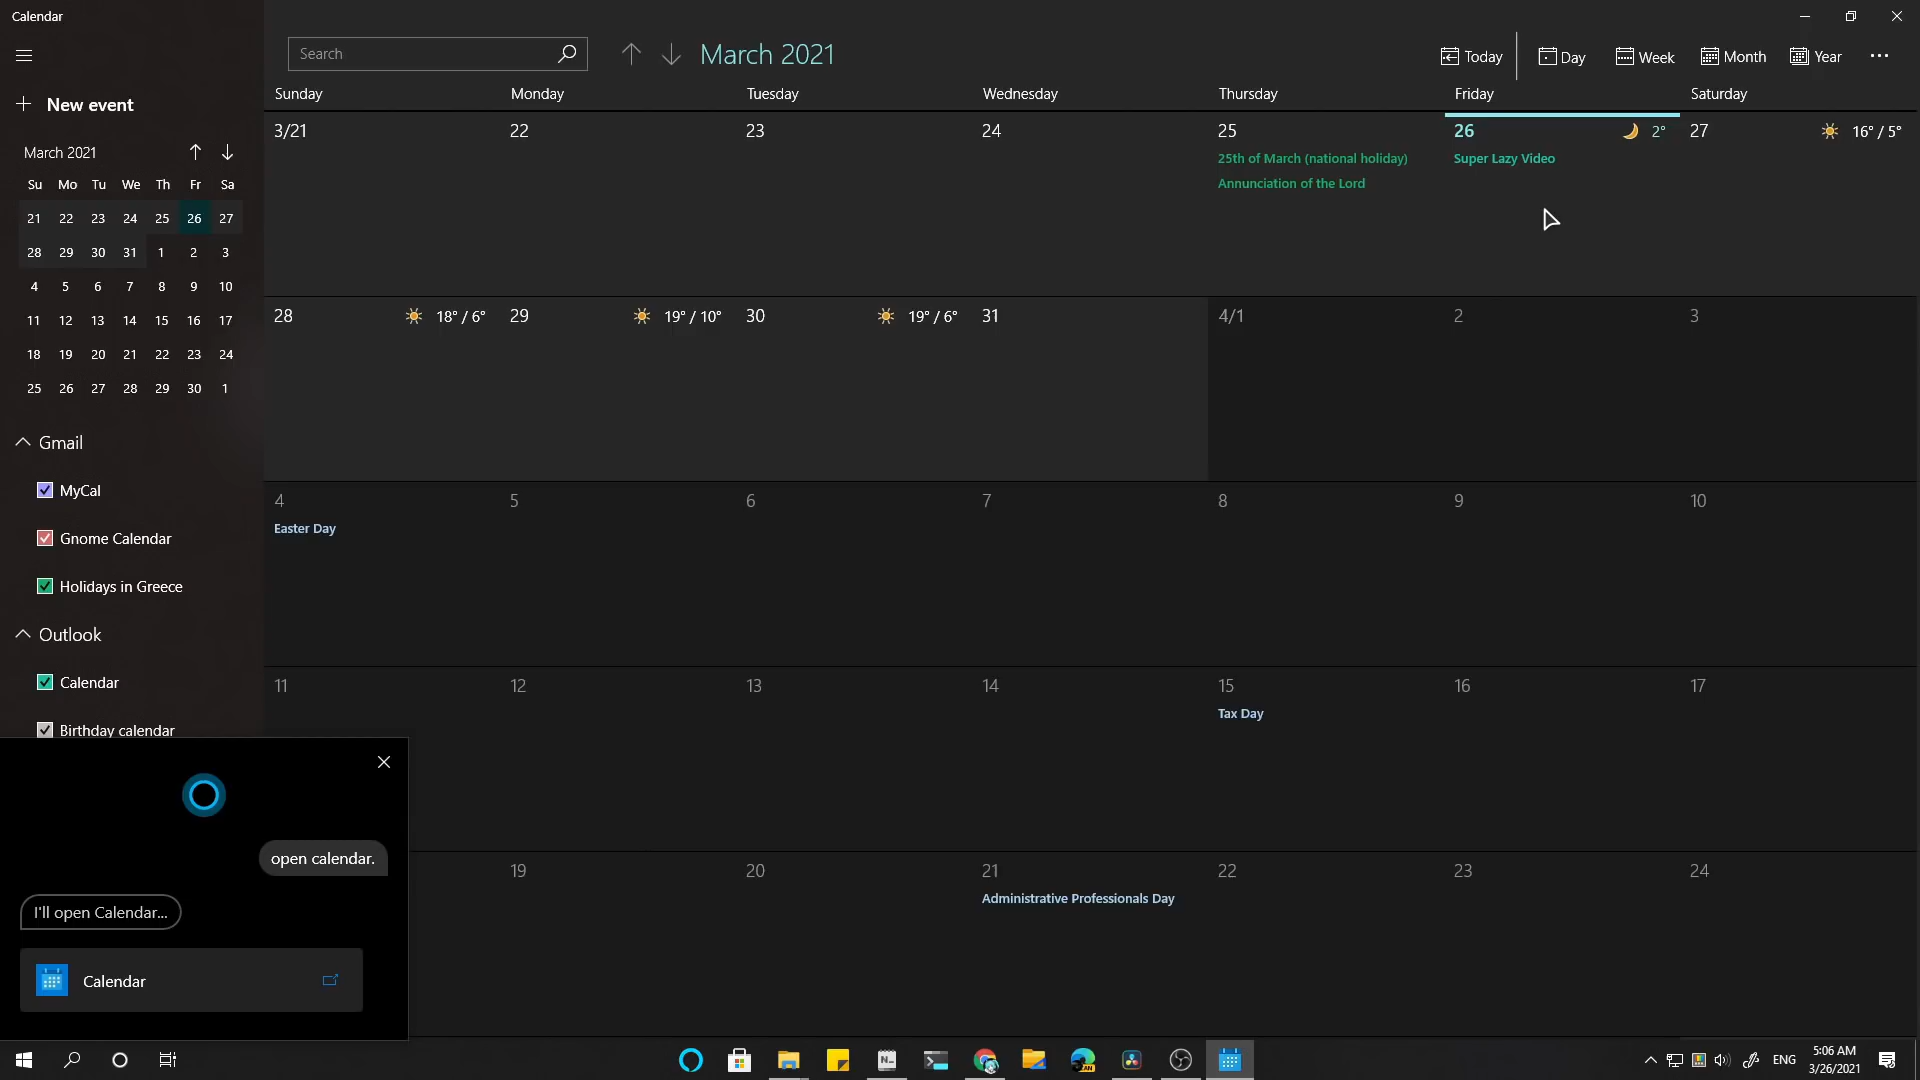 Calendar
Search
March 2021
Today
Day
Week
Month
Year
New event
March 2021
Su Mo Tu We Th Fr Sa
21 22 23 24 25 26 27
28 29 30 31 1 2 3
4 5 6 7 8 9 10
11 12 13 14 15 16 17
18 19 20 21 22 23 24
25 26 27 28 29 30 1
Gmail
MyCal
Gnome Calendar
Holidays in Greece
Outlook
Calendar
Birthday calendar
Sunday Monday Tuesday Wednesday Thursday Friday Saturday
3/21 22 23 24 25 26 2° 27 16° / 5°
25th of March (national holiday) Super Lazy Video
Annunciation of the Lord
28 18° / 6° 29 19° / 10° 30 19° / 6° 31 4/1 2 3
4 5 6 7 8 9 10
Easter Day
11 12 13 14 15 16 17
Tax Day
19 20 21 22 23 24
Administrative Professionals Day
open calendar.
I'll open Calendar...
Calendar
ENG
5:06 AM
3/26/2021